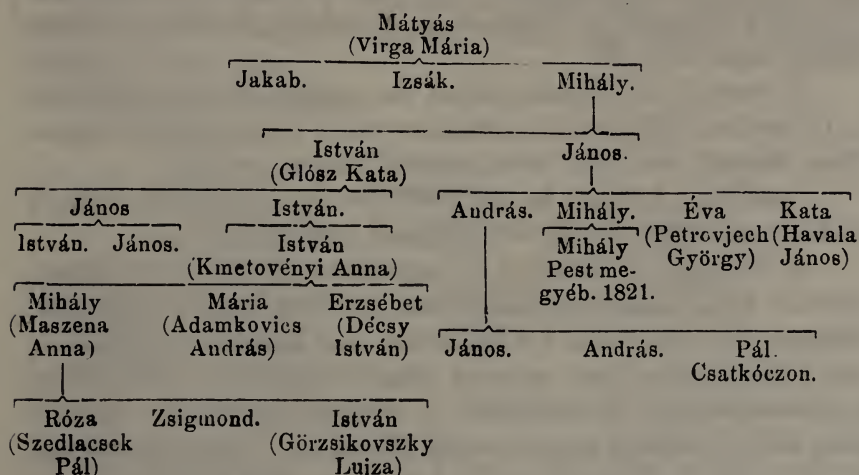 Mátyás
(Virga Mária)
Jakab. Izsák. Mihály.
István János.
(Glósz Kata)
János István. András. Mihály. Éva Kata
István. János. István Mihály (Petrovjech (Havala
(Kmetovényi Anna) Pest me- György) János)
gyéb. 1821.
Mihály Mária Erzsébet
(Maszena (Adamkovics (Décsy
Anna) András) István) János. András. Pál.
Csatkóczon.
Róza Zsigmond. István
(Szedlacsek (Görzsikovszky
Pál) Lujza)